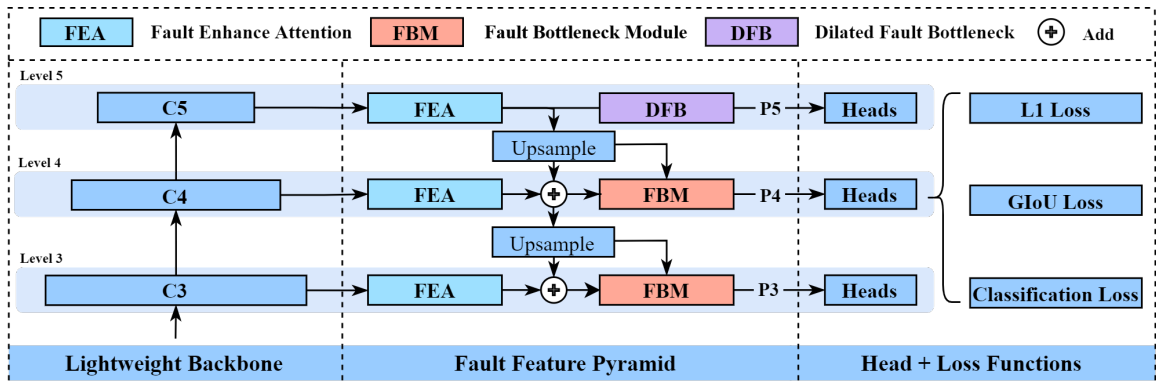 FEA Fault Enhance Attention FBM Fault Bottleneck Module DFB Dilated Fault Bottleneck Add
Level 5
C5 FEA DFB P5 Heads L1 Loss
Upsample
Level 4
C4 FEA FBM P4 Heads GIoU Loss
Upsample
Level 3
C3 FEA FBM P3 Heads Classification Loss
Lightweight Backbone Fault Feature Pyramid Head + Loss Functions